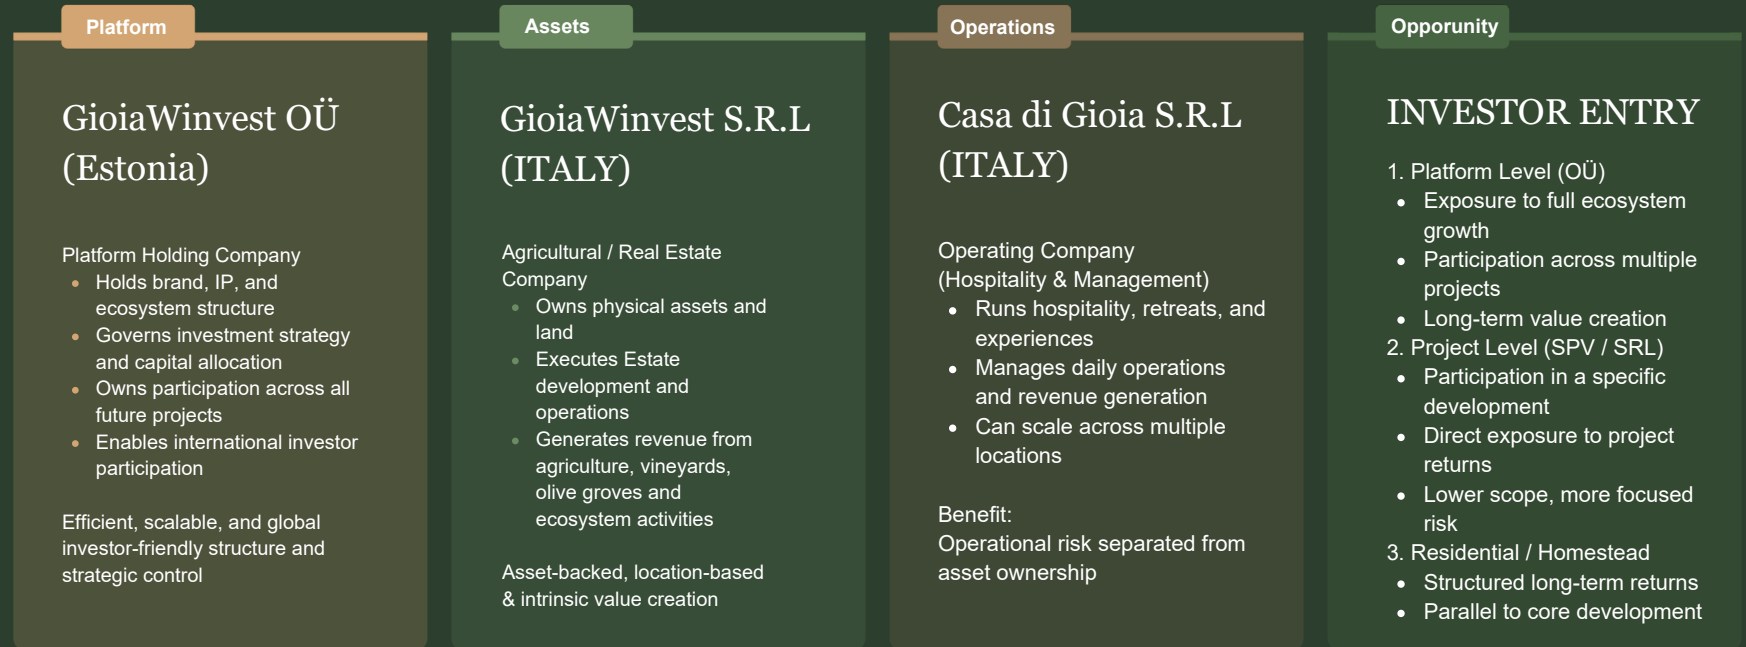 Platform
GioiaWinvest OÜ
(Estonia)
Platform Holding Company
• Holds brand, IP, and
ecosystem structure
• Governs investment strategy
and capital allocation
• Owns participation across all
future projects
• Enables international investor
participation
Efficient, scalable, and global
investor-friendly structure and
strategic control
Assets
GioiaWinvest S.R.L
(ITALY)
Agricultural / Real Estate
Company
• Owns physical assets and
land
• Executes Estate
development and
operations
• Generates revenue from
agriculture, vineyards,
olive groves and
ecosystem activities
Asset-backed, location-based
& intrinsic value creation
Operations
Casa di Gioia S.R.L
(ITALY)
Operating Company
(Hospitality & Management)
• Runs hospitality, retreats, and
experiences
• Manages daily operations
and revenue generation
• Can scale across multiple
locations
Benefit:
Operational risk separated from
asset ownership
Opporunity
INVESTOR ENTRY
1. Platform Level (OÜ)
• Exposure to full ecosystem
growth
• Participation across multiple
projects
• Long-term value creation
2. Project Level (SPV / SRL)
• Participation in a specific
development
• Direct exposure to project
returns
• Lower scope, more focused
risk
3. Residential / Homestead
• Structured long-term returns
• Parallel to core development